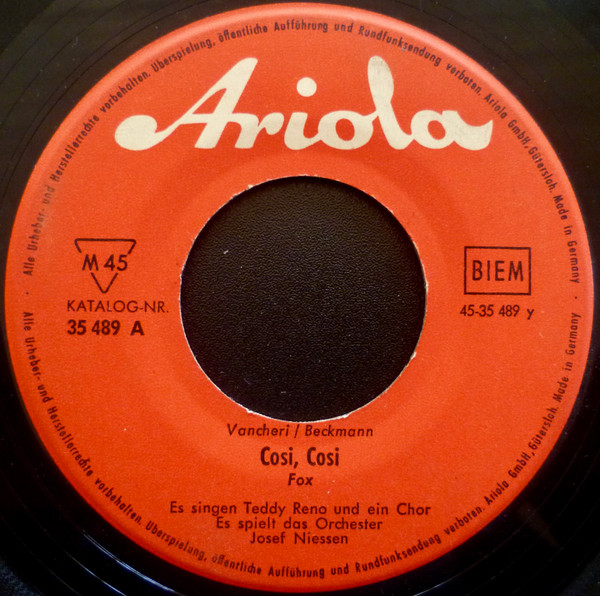 Alle Urheber- und Herstellerrechte vorbehalten. Überspielung, öffentliche Aufführung und Rundfunksendung verboten. Ariola GmbH, Gütersloh. Made in Germany
Ariola
M 45
KATALOG-NR.
35 489 A
BIEM
45-35 489 y
Vancheri / Beckmann
Cosi, Cosi
Fox
Es singen Teddy Reno und ein Chor
Es spielt das Orchester
Josef Niessen
Alle Urheber- und Herstellerrechte vorbehalten. Überspielung, öffentliche Aufführung und Rundfunksendung verboten. Ariola GmbH, Gütersloh. Made in Germany